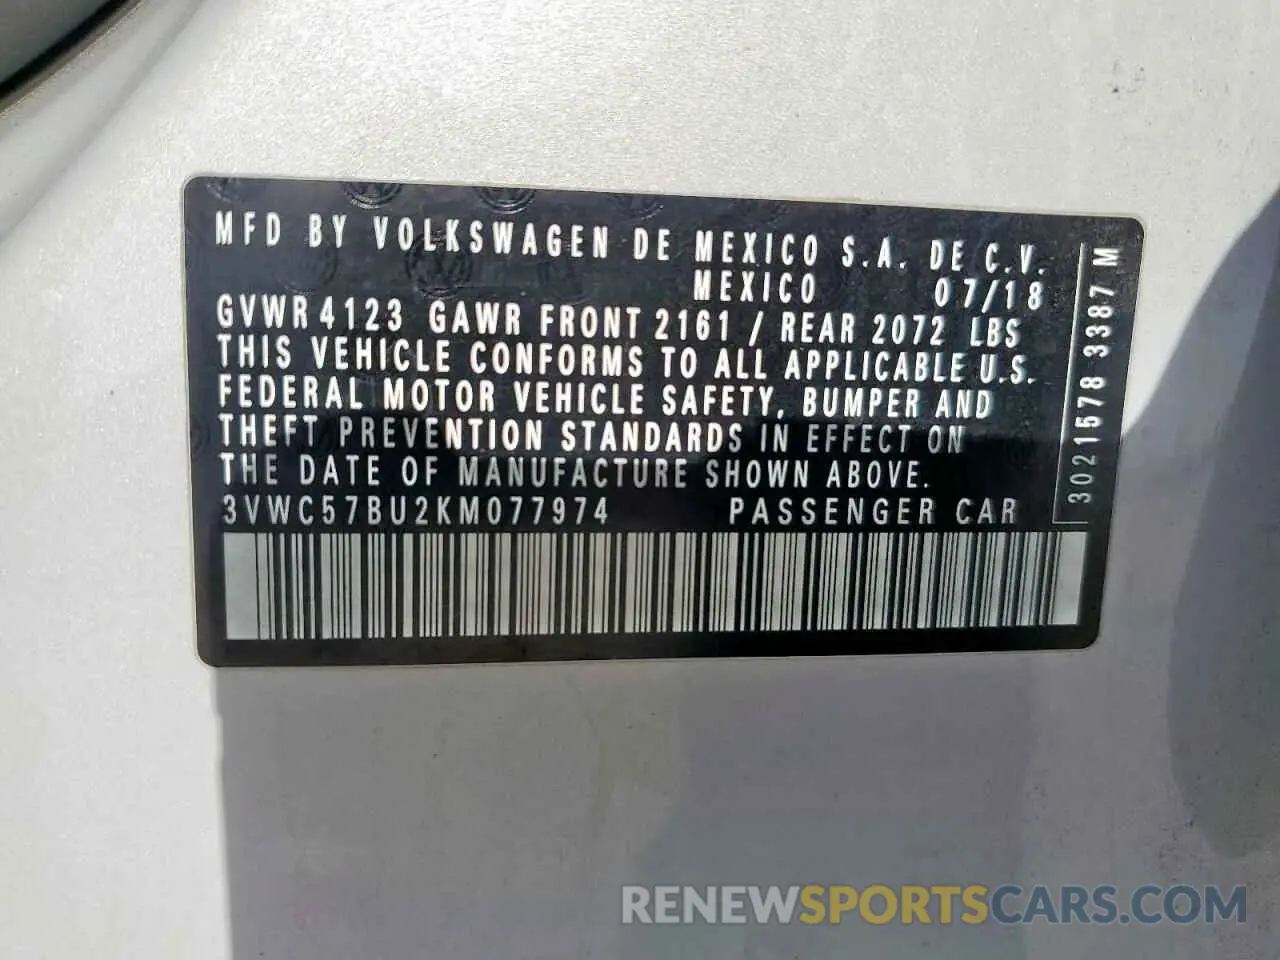 MFD BY VOLKSWAGEN DE MEXICO S.A. DE C.V.
MEXICO 07/18
GVWR 4123 GAWR FRONT 2161 / REAR 2072 LBS
THIS VEHICLE CONFORMS TO ALL APPLICABLE U.S.
FEDERAL MOTOR VEHICLE SAFETY, BUMPER AND
THEFT PREVENTION STANDARDS IN EFFECT ON
THE DATE OF MANUFACTURE SHOWN ABOVE.
3VWC57BU2KM077974 PASSENGER CAR
3021578 3387 M
RENEWSPORTSCARS.COM